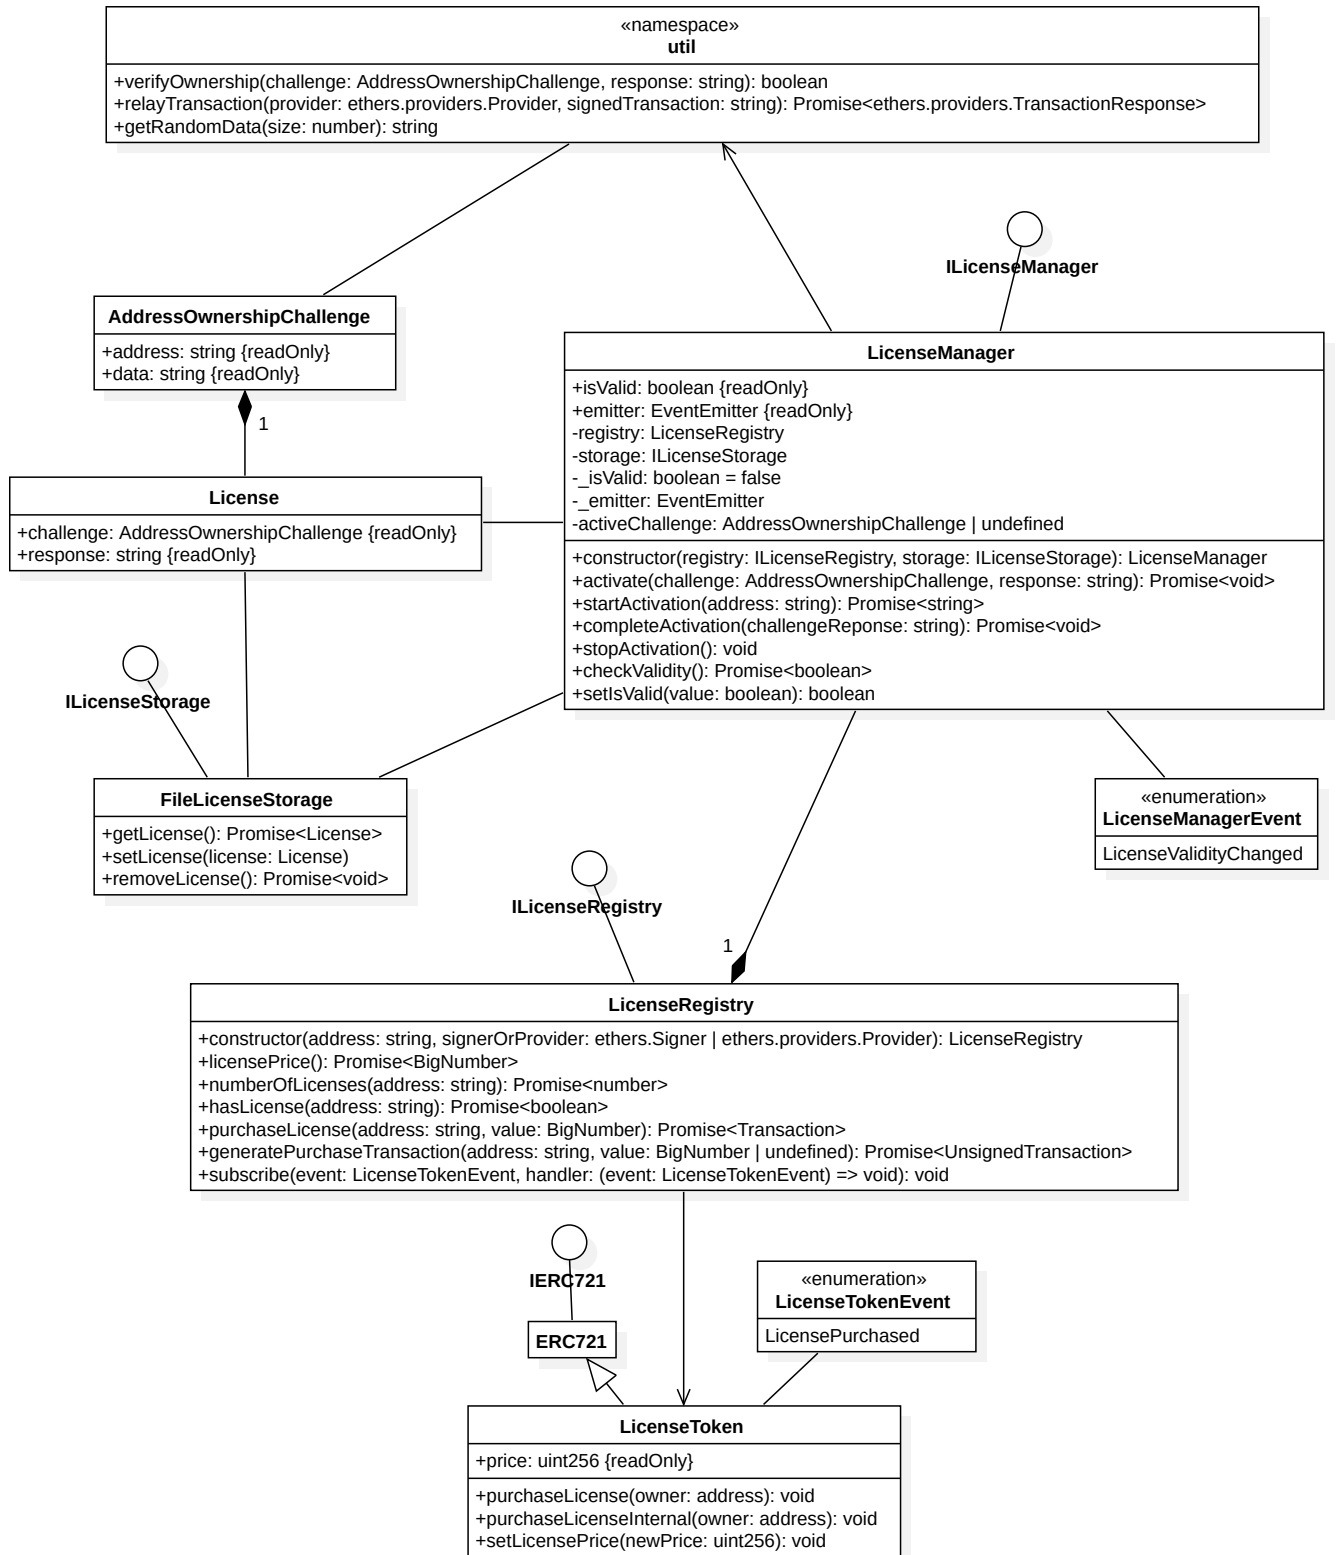 «namespace»
util
+verifyOwnership(challenge: AddressOwnershipChallenge, response: string): boolean
+relayTransaction(provider: ethers.providers.Provider, signedTransaction: string): Promise<ethers.providers.TransactionResponse>
+getRandomData(size: number): string
ILicenseManager
AddressOwnershipChallenge
+address: string {readOnly}
+data: string {readOnly}
1
LicenseManager
+isValid: boolean {readOnly}
+emitter: EventEmitter {readOnly}
-registry: LicenseRegistry
-storage: ILicenseStorage
-_isValid: boolean = false
-_emitter: EventEmitter
-activeChallenge: AddressOwnershipChallenge | undefined
+constructor(registry: ILicenseRegistry, storage: ILicenseStorage): LicenseManager
+activate(challenge: AddressOwnershipChallenge, response: string): Promise<void>
+startActivation(address: string): Promise<string>
+completeActivation(challengeReponse: string): Promise<void>
+stopActivation(): void
+checkValidity(): Promise<boolean>
+setIsValid(value: boolean): boolean
License
+challenge: AddressOwnershipChallenge {readOnly}
+response: string {readOnly}
ILicenseStorage
FileLicenseStorage
+getLicense(): Promise<License>
+setLicense(license: License)
+removeLicense(): Promise<void>
«enumeration»
LicenseManagerEvent
LicenseValidityChanged
ILicenseRegistry
1
LicenseRegistry
+constructor(address: string, signerOrProvider: ethers.Signer | ethers.providers.Provider): LicenseRegistry
+licensePrice(): Promise<BigNumber>
+numberOfLicenses(address: string): Promise<number>
+hasLicense(address: string): Promise<boolean>
+purchaseLicense(address: string, value: BigNumber): Promise<Transaction>
+generatePurchaseTransaction(address: string, value: BigNumber | undefined): Promise<UnsignedTransaction>
+subscribe(event: LicenseTokenEvent, handler: (event: LicenseTokenEvent) => void): void
IERC721
ERC721
«enumeration»
LicenseTokenEvent
LicensePurchased
LicenseToken
+price: uint256 {readOnly}
+purchaseLicense(owner: address): void
+purchaseLicenseInternal(owner: address): void
+setLicensePrice(newPrice: uint256): void